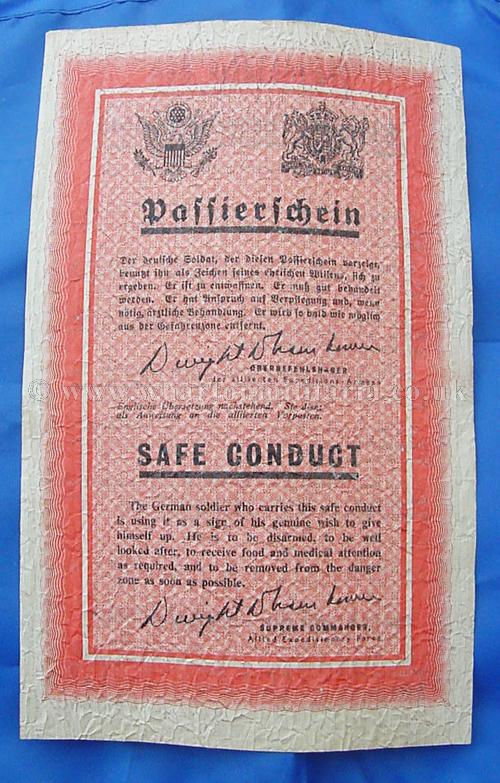 Passierschein
Der deutsche Soldat, der diesen Passierschein vorzeigt,
benutzt ihn als Zeichen seines ehrlichen Willens, sich zu
ergeben. Er ist zu entwaffnen. Er muß gut behandelt
werden. Er hat Anspruch auf Verpflegung und, wenn
nötig, ärztliche Behandlung. Er wird so bald wie möglich
aus der Gefahrenzone entfernt.
Dwight D Eisenhower
OBERBEFEHLSHABER
der alliierten Expeditions-Armeen
Englische Übersetzung nachstehend. Sie dient
als Anweisung an die alliierten Vorposten.
SAFE CONDUCT
The German soldier who carries this safe conduct
is using it as a sign of his genuine wish to give
himself up. He is to be disarmed, to be well
looked after, to receive food and medical attention
as required, and to be removed from the danger
zone as soon as possible.
Dwight D Eisenhower
SUPREME COMMANDER,
Allied Expeditionary Force